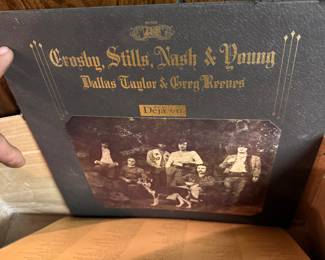 Crosby, Stills, Nash & Young
Dallas Taylor & Greg Reeves
Déjà vu